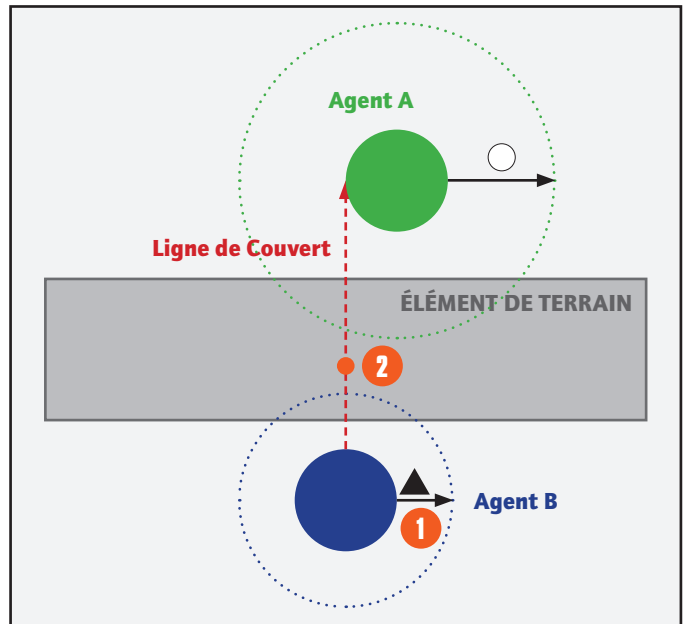 Agent A
Ligne de Couvert
ÉLÉMENT DE TERRAIN
2
Agent B
1